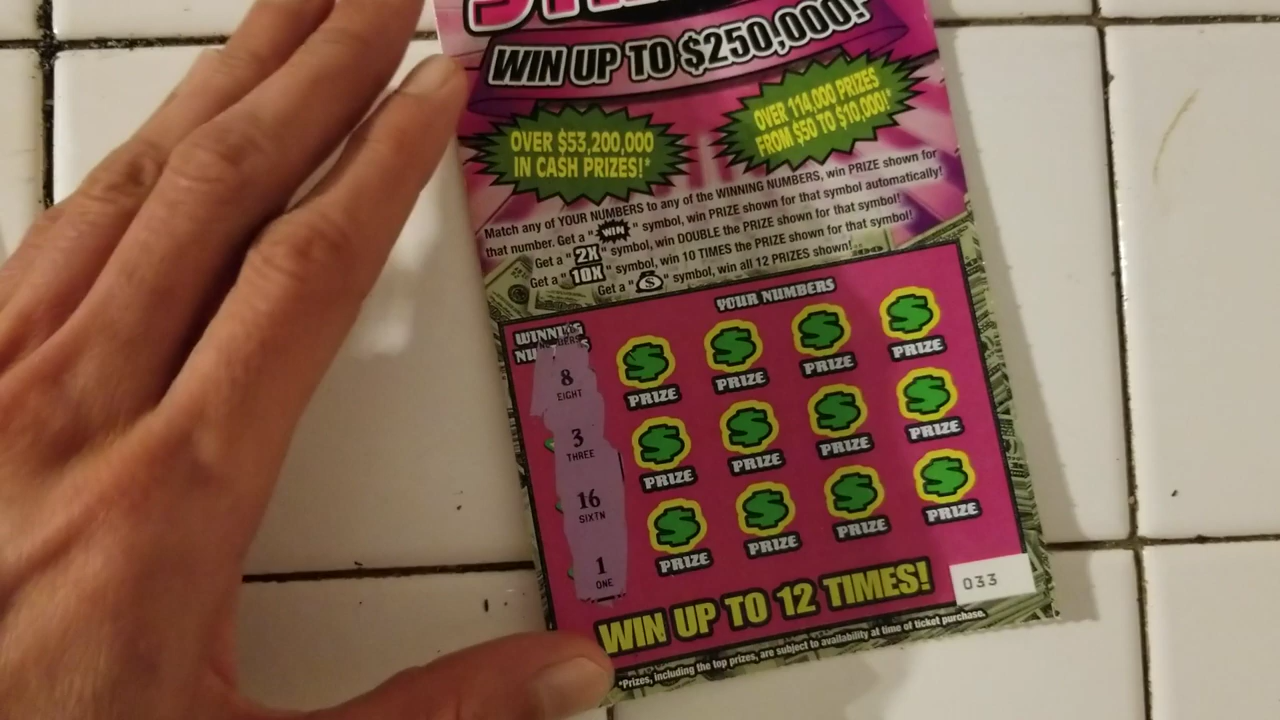 WIN UP TO $250,000!*
OVER $53,200,000
IN CASH PRIZES!*
OVER 114,000 PRIZES
FROM $50 TO $10,000!*
Match any of YOUR NUMBERS to any of the WINNING NUMBERS, win PRIZE shown for
that number. Get a "WIN" symbol, win PRIZE shown for that symbol automatically!
Get a "2X" symbol, win DOUBLE the PRIZE shown for that symbol!
Get a "10X" symbol, win 10 TIMES the PRIZE shown for that symbol!
Get a "$" symbol, win all 12 PRIZES shown!
WINNING
NUMBERS
YOUR NUMBERS
8
EIGHT
3
THREE
16
SIXTN
1
ONE
$ $ $ $
PRIZE PRIZE PRIZE PRIZE
$ $ $ $
PRIZE PRIZE PRIZE PRIZE
$ $ $ $
PRIZE PRIZE PRIZE PRIZE
WIN UP TO 12 TIMES!
033
*Prizes, including the top prizes, are subject to availability at time of ticket purchase.